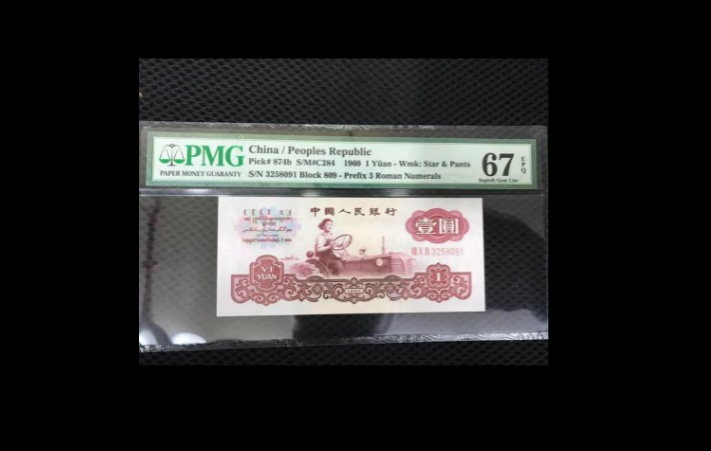 PMG
PAPER MONEY GUARANTY
China / Peoples Republic
Pick# 874b S/M#C284 1960 1 Yüan - Wmk: Star & Pants
S/N 3258091 Block 809 - Prefix 3 Roman Numerals
67 EPQ
Superb Gem Unc
中國人民銀行
壹圓
3258091
YI
YUAN
1
1960